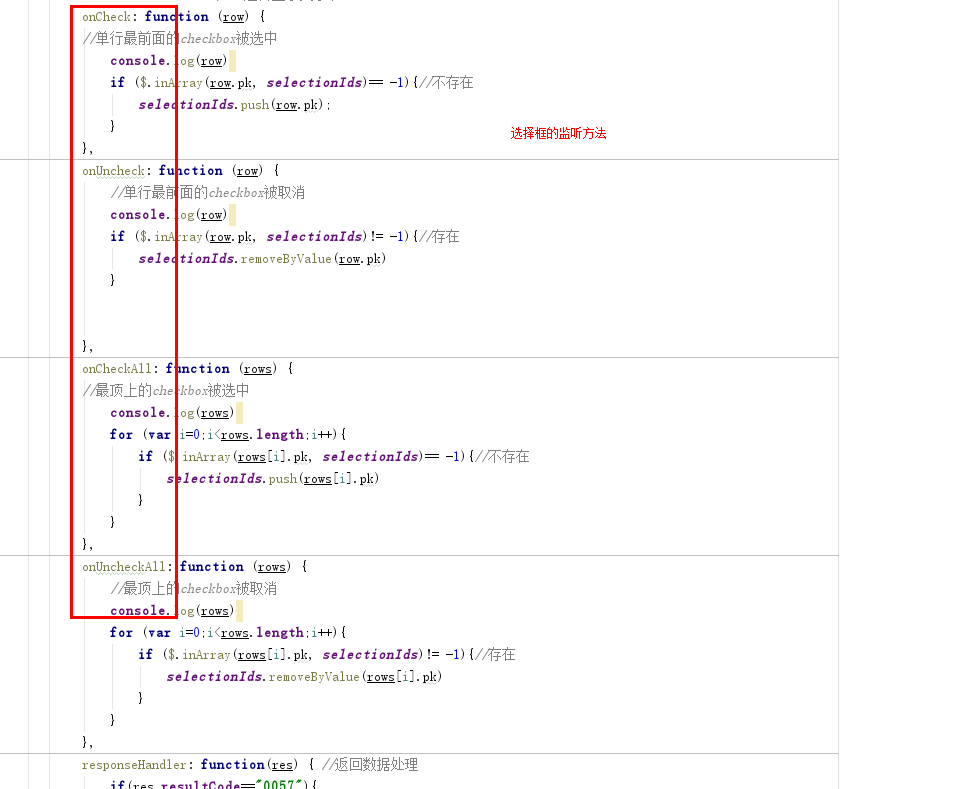 onCheck: function (row) {
//单行最前面的checkbox被选中
console.log(row)
if ($.inArray(row.pk, selectionIds)== -1){//不存在
selectionIds.push(row.pk);
}
选择框的监听方法
},
onUncheck: function (row) {
//单行最前面的checkbox被取消
console.log(row)
if ($.inArray(row.pk, selectionIds)!= -1){//存在
selectionIds.removeByValue(row.pk)
}
},
onCheckAll: function (rows) {
//最顶上的checkbox被选中
console.log(rows)
for (var i=0;i<rows.length;i++){
if ($.inArray(rows[i].pk, selectionIds)== -1){//不存在
selectionIds.push(rows[i].pk)
}
}
},
onUncheckAll: function (rows) {
//最顶上的checkbox被取消
console.log(rows)
for (var i=0;i<rows.length;i++){
if ($.inArray(rows[i].pk, selectionIds)!= -1){//存在
selectionIds.removeByValue(rows[i].pk)
}
}
},
responseHandler: function(res) { //返回数据处理
if(res.resultCode=="0057"){